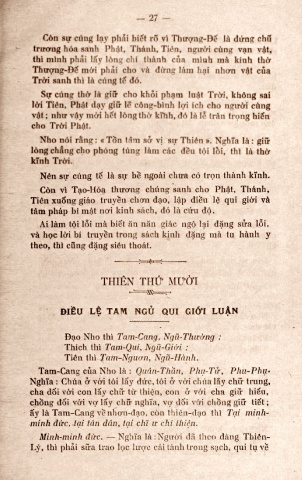 — 27 —
Còn sự cúng lạy phải biết rõ vì Thượng-Đế là đứng chữ
trương hóa sanh Phật, Thánh, Tiên, người cùng vạn vật,
thì mình phải lấy lòng chí thành của mình mà kính thờ
Thượng-Đế mới phải cho và đừng làm hại nhơn vật của
Trời sanh thì là cúng tế đó.
Sự cúng thờ là giữ cho khỏi phạm luật Trời, không sai
lời Tiên, Phật dạy giữ lẽ công-bình lợi ích cho người cùng
vật ; như vậy mới hết lòng thờ kĩnh, đó là lễ trân trọng hiến
cho Trời Phật.
Nho nói rằng : « Tồn tâm sở vị sự Thiên ». Nghĩa là : giữ
lòng chẳng cho phóng túng làm các đều tội lỗi, thì là thờ
kĩnh Trời.
Nên sự cúng tế là sự bề ngoài chưa có trọn thành kĩnh.
Còn vì Tạo-Hóa thương chúng sanh cho Phật, Thánh,
Tiên xuống giáo truyền chơn đạo, lập điều lệ qui giới và
tâm pháp bí mật nơi kinh sách, đó là cứu độ.
Ai làm tội lỗi mà biết ăn năn giác ngộ lại đặng sửa lỗi,
và học lời bí truyền trong sách kịnh đặng mà tu hành y
theo, thì cũng đặng siêu thoát.
THIÊN THỨ MƯỜI
ĐIỀU LỆ TAM NGỦ QUI GIỚI LUẬN
Đạo Nho thì Tam-Cang, Ngũ-Thường ;
Thích thì Tam-Qui, Ngũ-Giới ;
Tiên thì Tam-Ngươn, Ngũ-Hành.
Tam-Cang của Nho là : Quân-Thần, Phụ-Tử, Phu-Phụ.
Nghĩa : Chúa ở với tôi lấy đức, tôi ở với chúa lấy chữ trung,
cha đối với con lấy chữ từ thiện, con ở với cha giữ hiếu,
chồng đối với vợ lấy chữ nghĩa, vợ đối với chồng giữ tiết ;
ấy là Tam-Cang về nhơn-đạo, còn thiên-đạo thì Tại minh-
minh đức, tại tân dân, tại chỉ ư chí thiện.
Minh-minh đức. — Nghĩa là : Người đã theo đàng Thiên-
Lý, thì phải sửa trao lọc lược cái tánh trong sạch, qui tụ về